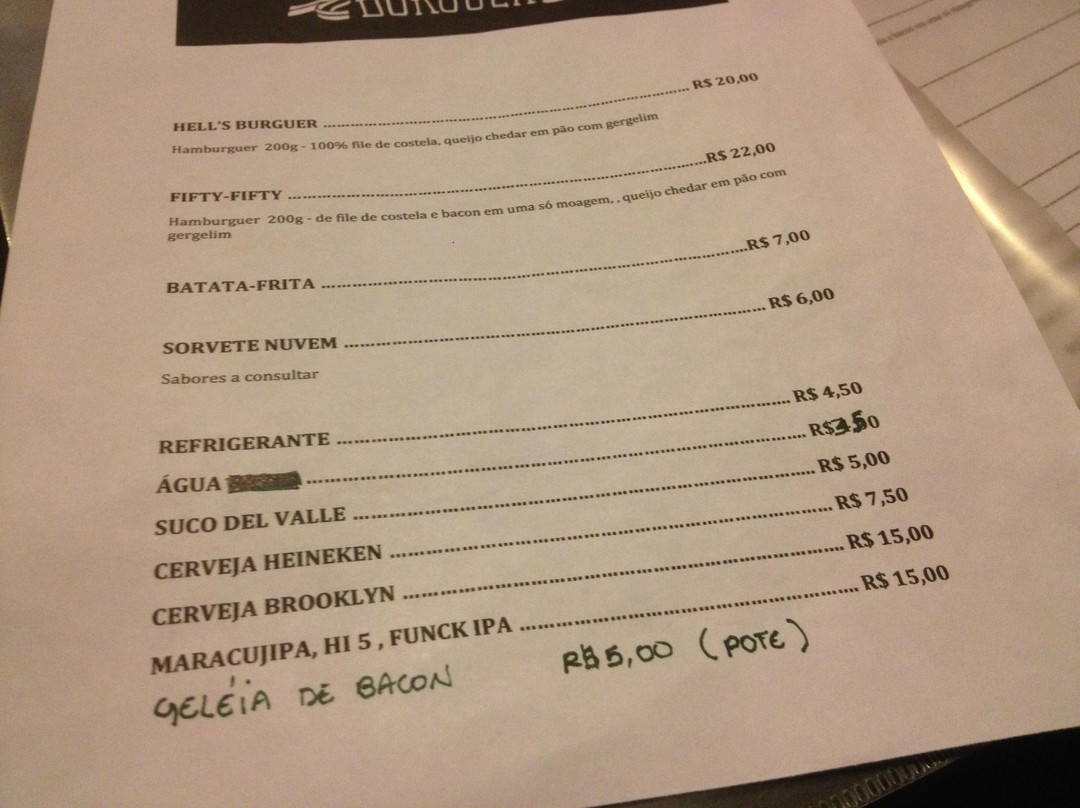 HELL'S BURGUER ........................ R$ 20,00
Hamburguer 200g - 100% file de costela, queijo chedar em pão com gergelim
FIFTY-FIFTY ........................ R$ 22,00
Hamburguer 200g - de file de costela e bacon em uma só moagem, , queijo chedar em pão com
gergelim
BATATA-FRITA ........................ R$ 7,00
SORVETE NUVEM ........................ R$ 6,00
Sabores a consultar
REFRIGERANTE ........................ R$ 4,50
ÁGUA ........................ R$
SUCO DEL VALLE ........................ R$ 5,00
CERVEJA HEINEKEN ........................ R$ 7,50
CERVEJA BROOKLYN ........................ R$ 15,00
MARACUJIPA, HI 5 , FUNCK IPA ........................ R$ 15,00
GELÉIA DE BACON R$5,00 (POTE)